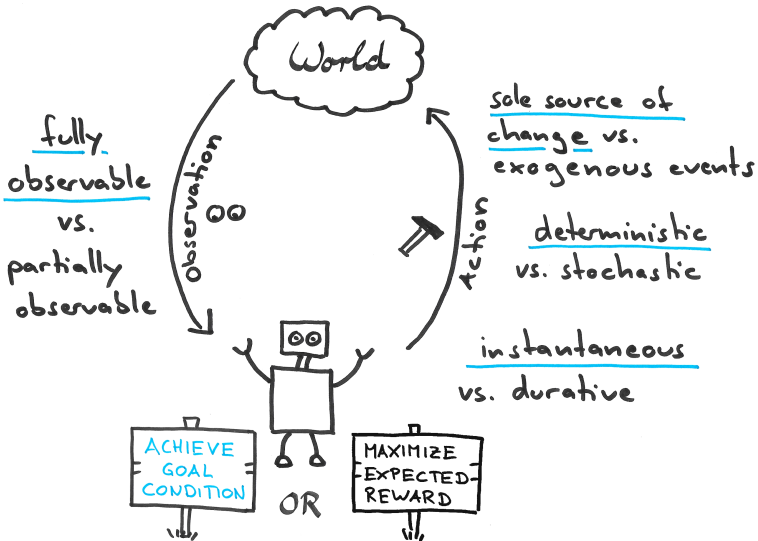 World
fully
observable
vs.
partially
observable
Observation
sole source of
change vs.
exogenous events
deterministic
vs. stochastic
Action
instantaneous
vs. durative
ACHIEVE
GOAL
CONDITION
OR
MAXIMIZE
EXPECTED
REWARD